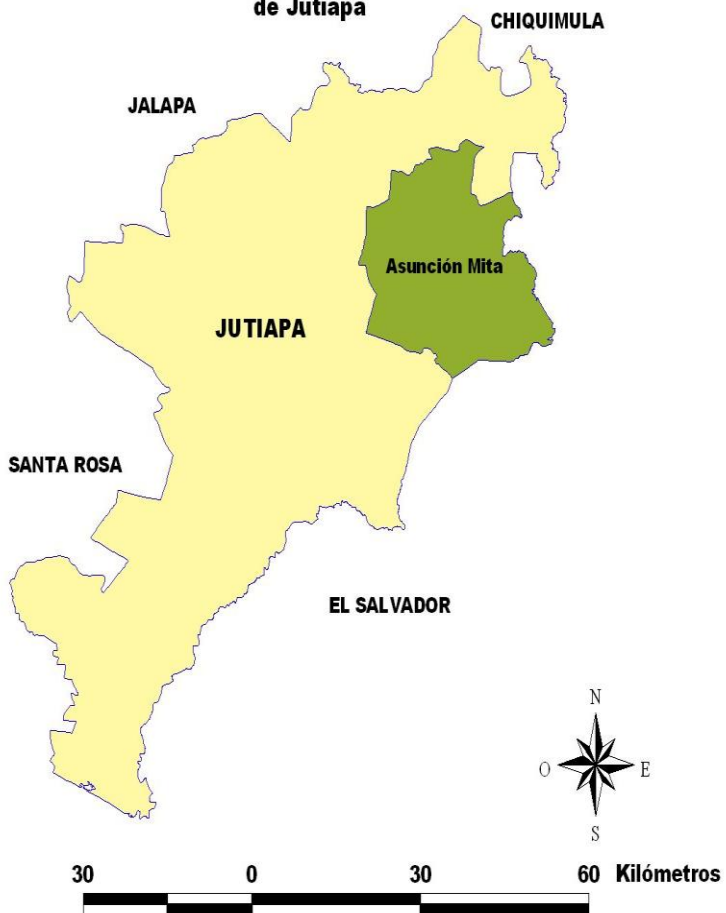 de Jutiapa
CHIQUIMULA
JALAPA
Asunción Mita
JUTIAPA
SANTA ROSA
EL SALVADOR
N
O E
S
30 0 30 60 Kilómetros